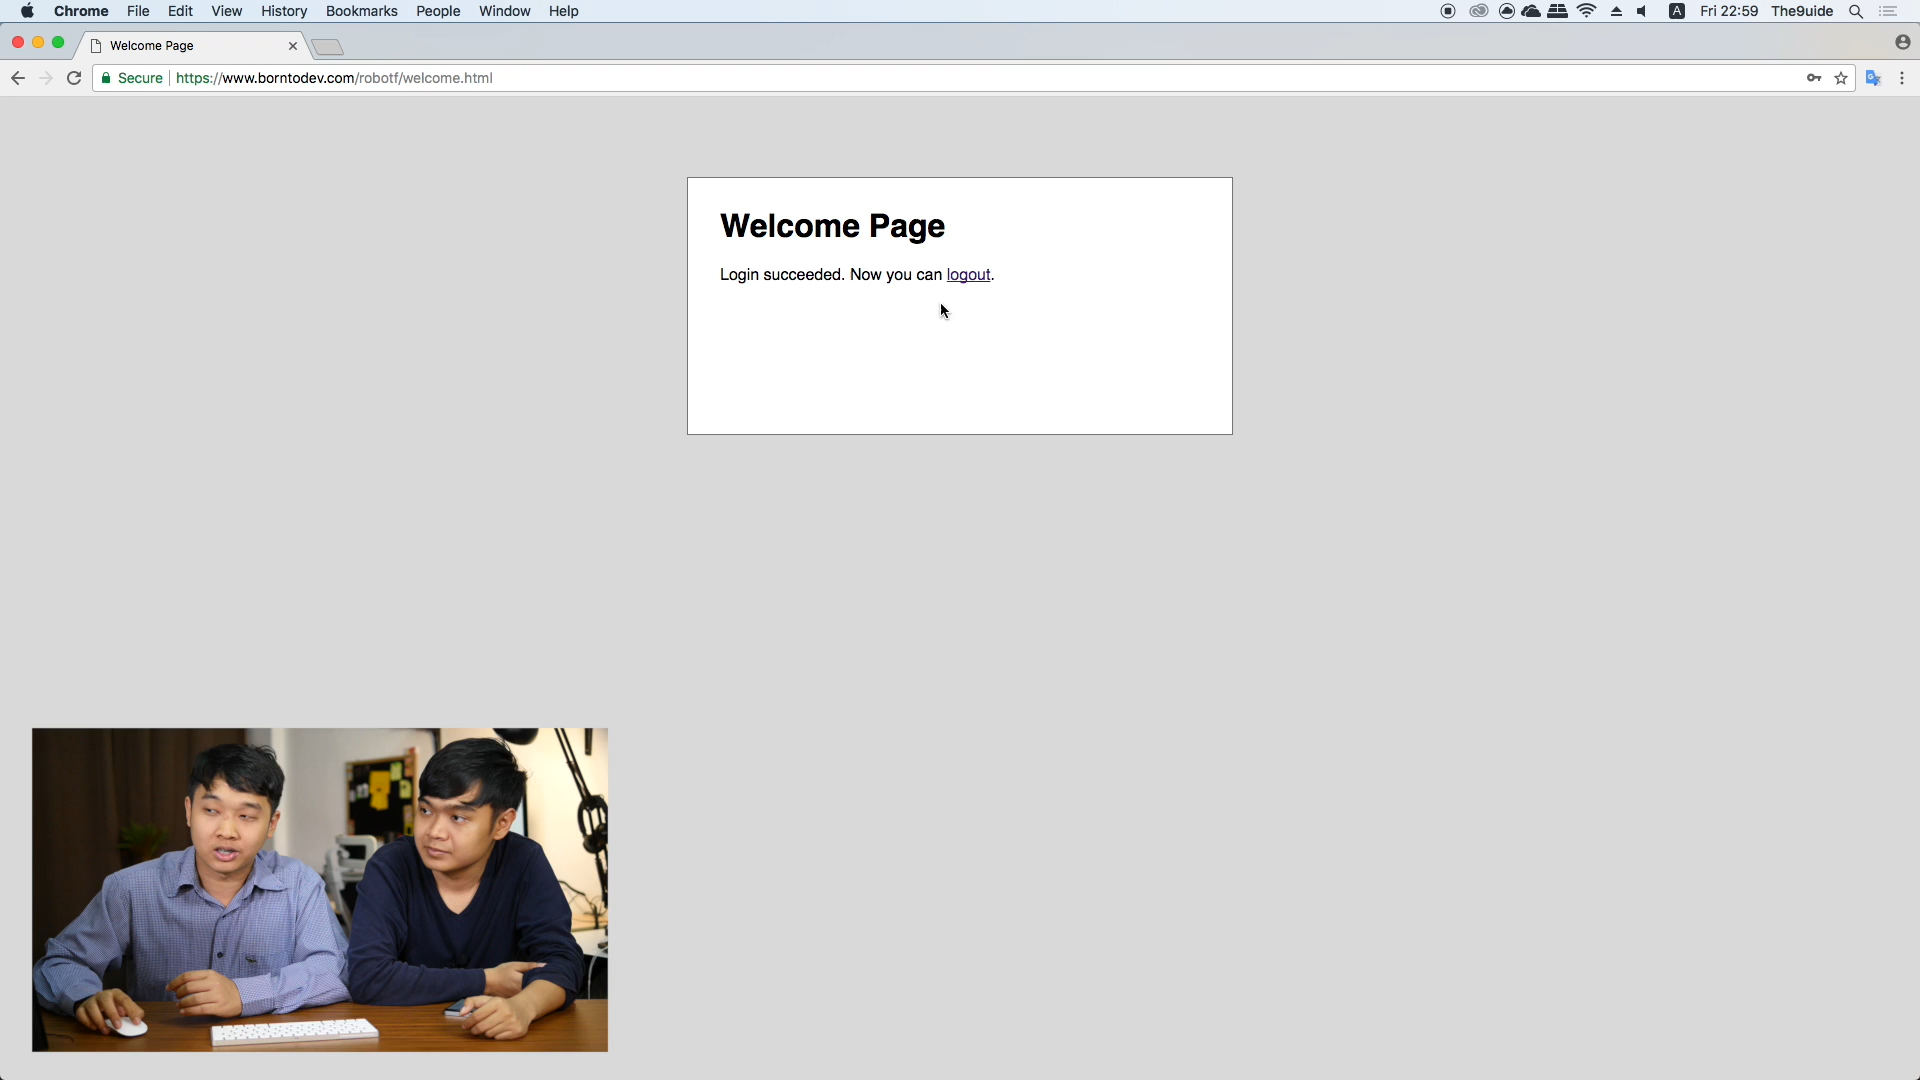 Chrome File Edit View History Bookmarks People Window Help A Fri 22:59 The9uide
Welcome Page
Secure https://www.borntodev.com/robotf/welcome.html
Welcome Page
Login succeeded. Now you can logout.